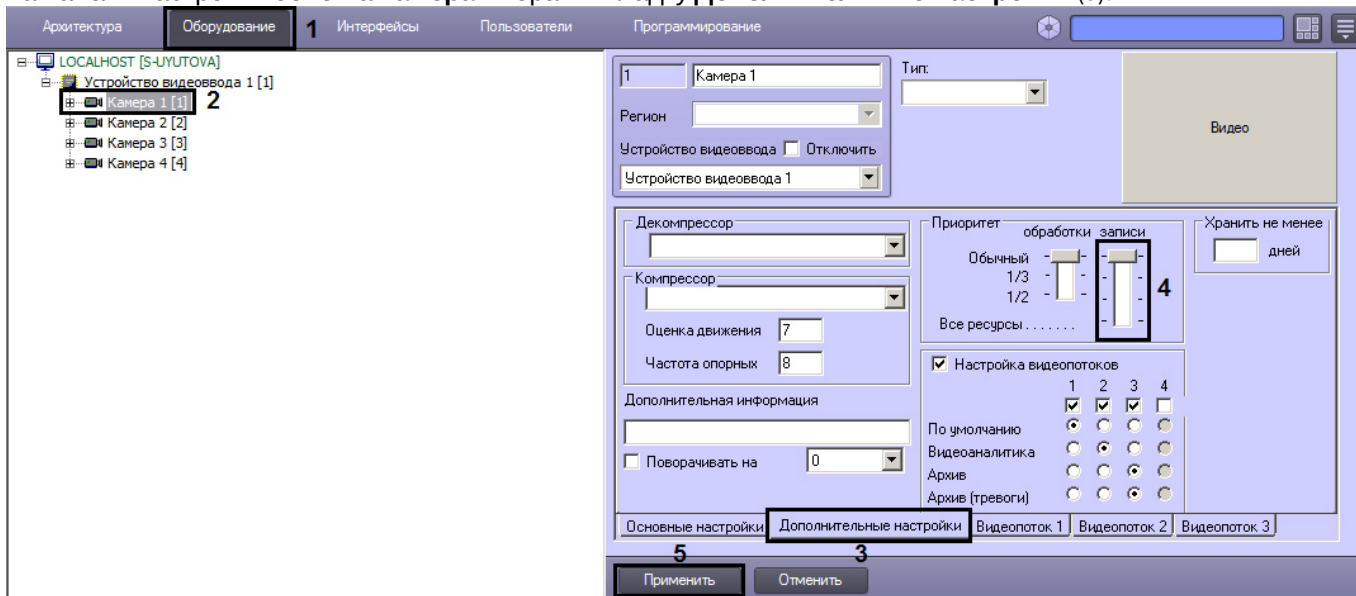 Архитектура Оборудование 1 Интерфейсы Пользователи Программирование
LOCALHOST [S-UYUTOVA]
Устройство видеоввода 1 [1]
Камера 1 [1] 2
Камера 2 [2]
Камера 3 [3]
Камера 4 [4]
1 Камера 1
Регион
Устройство видеоввода Отключить
Устройство видеоввода 1
Тип:
Видео
Декомпрессор
Компрессор
Оценка движения 7
Частота опорных 8
Дополнительная информация
Поворачивать на 0
Приоритет
обработки записи
Обычный
1/3
1/2
4
Все ресурсы . . . . . . .
Хранить не менее
дней
Настройка видеопотоков
1 2 3 4
По умолчанию
Видеоаналитика
Архив
Архив (тревоги)
Основные настройки Дополнительные настройки Видеопоток 1 Видеопоток 2 Видеопоток 3
5 3
Применить Отменить